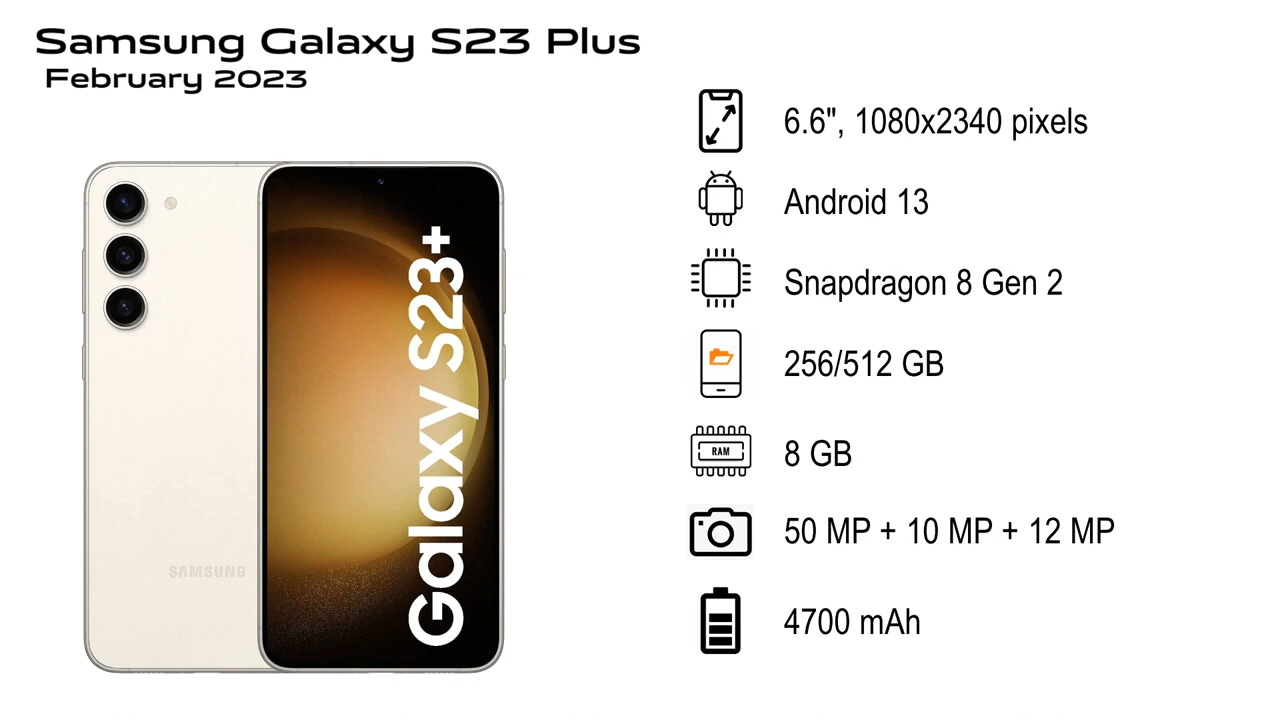 Samsung Galaxy S23 Plus
February 2023
6.6", 1080x2340 pixels
Android 13
Snapdragon 8 Gen 2
256/512 GB
RAM
8 GB
50 MP + 10 MP + 12 MP
4700 mAh
SAMSUNG
Galaxy S23+